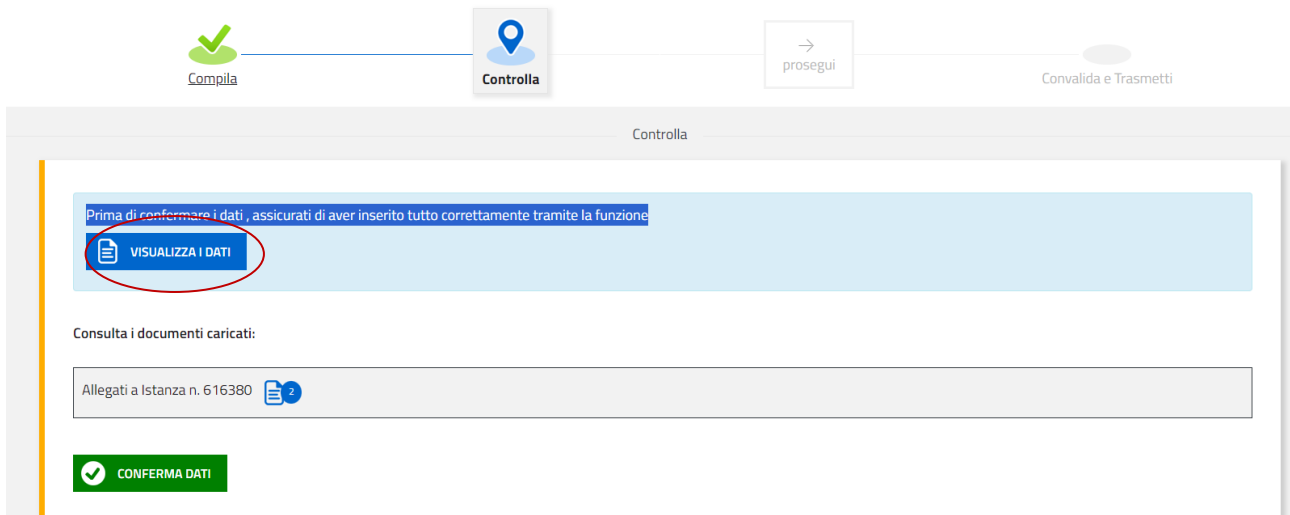 Compila
Controlla
prosegui
Convalida e Trasmetti
Controlla
Prima di confermare i dati , assicurati di aver inserito tutto correttamente tramite la funzione
VISUALIZZA I DATI
Consulta i documenti caricati:
Allegati a Istanza n. 616380 2
CONFERMA DATI